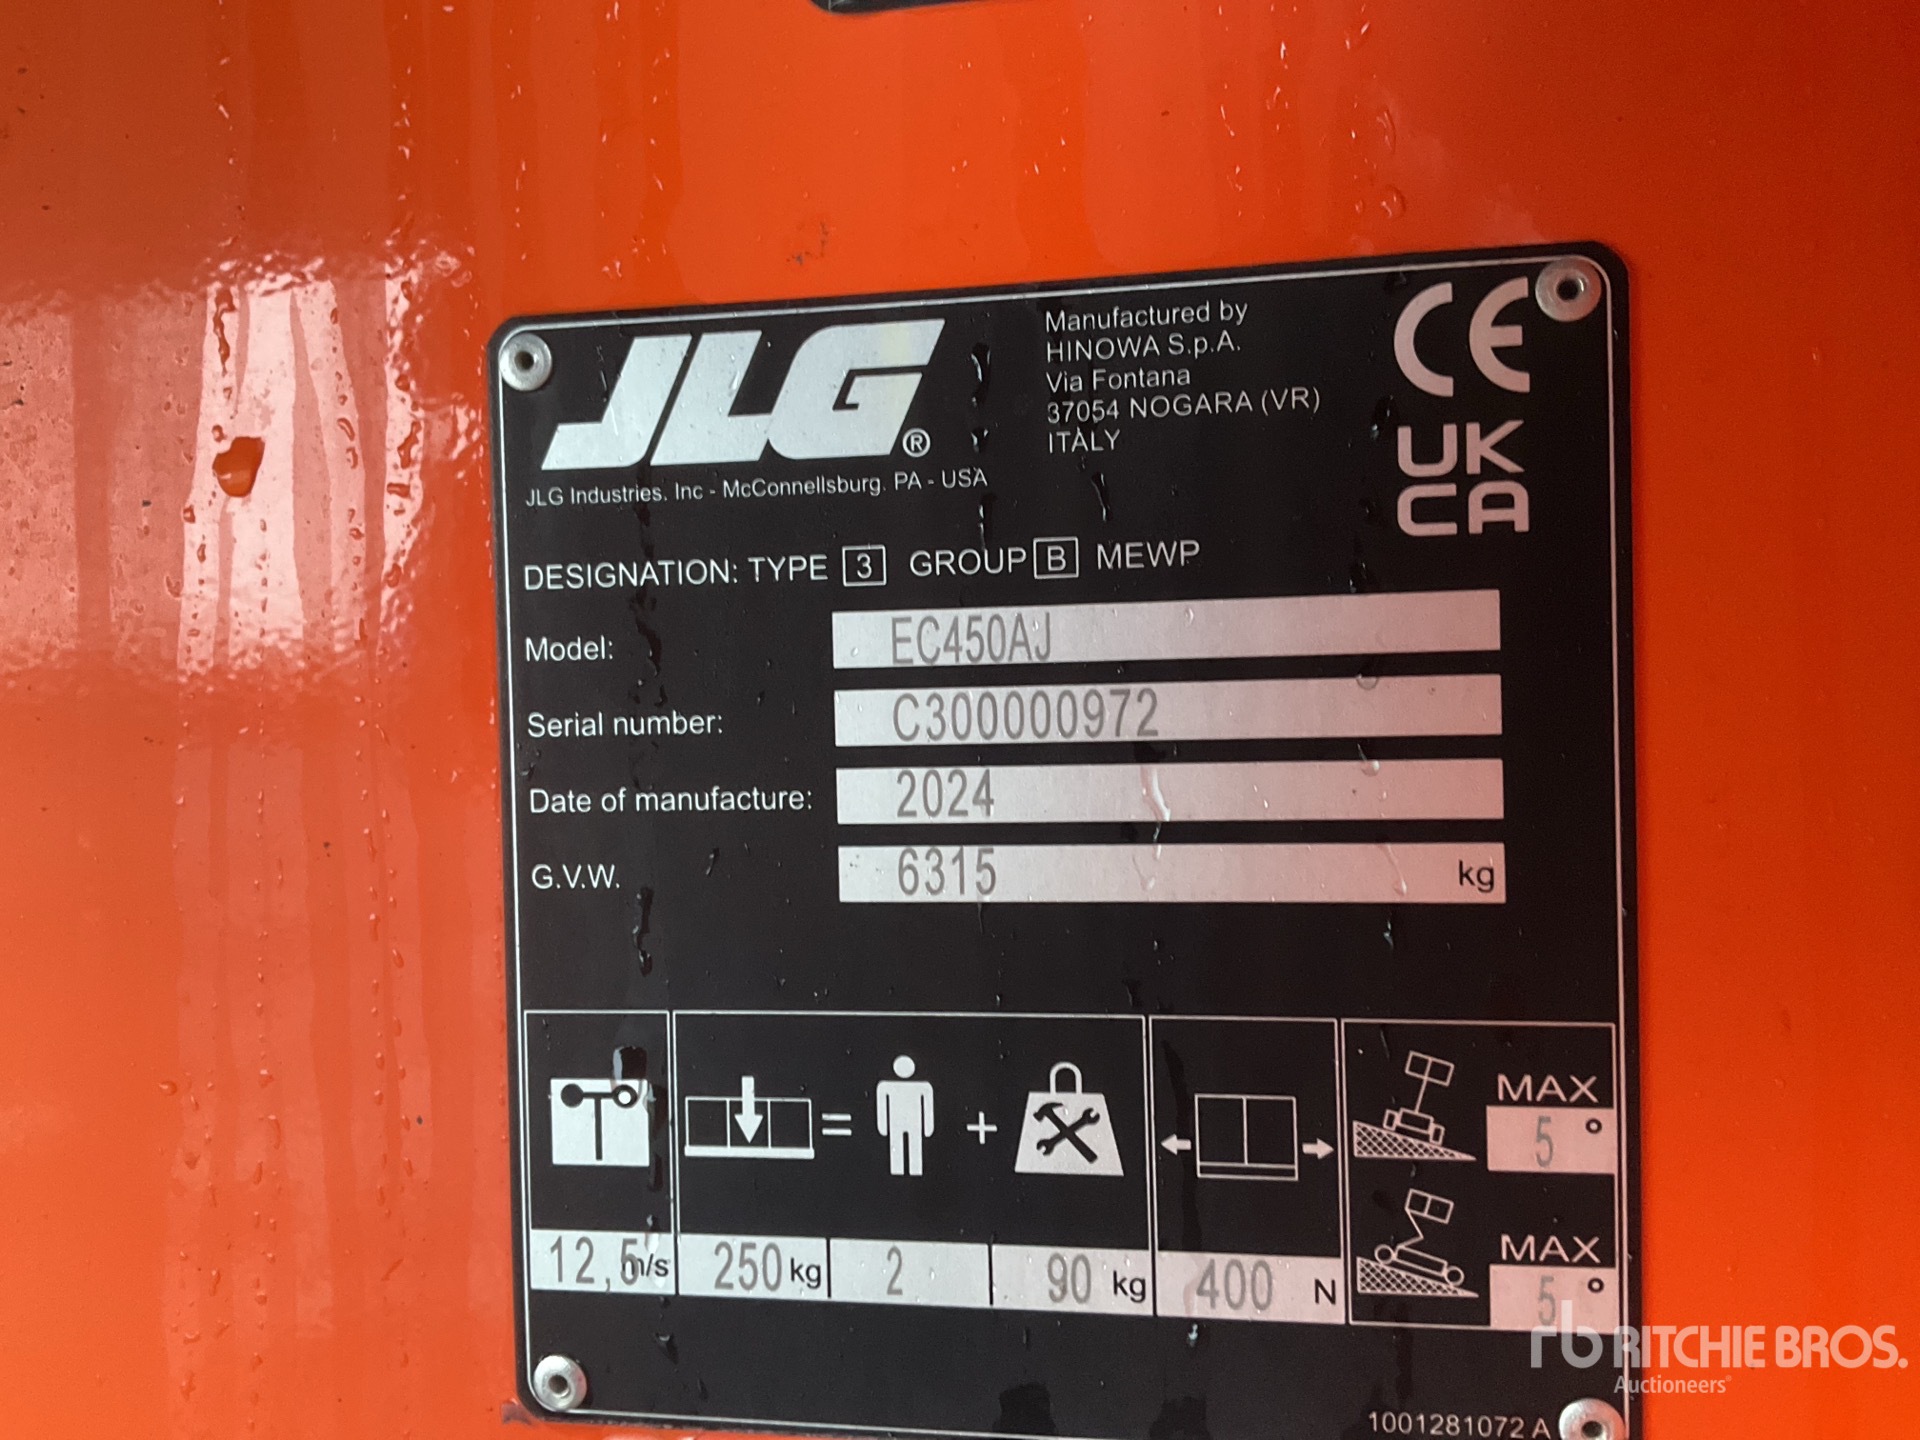 JLG®
JLG Industries, Inc - McConnellsburg, PA - USA
Manufactured by
HINOWA S.p.A.
Via Fontana
37054 NOGARA (VR)
ITALY
CE
UK
CA
DESIGNATION: TYPE 3 GROUP B MEWP
Model: EC450AJ
Serial number: C300000972
Date of manufacture: 2024
G.V.W. 6315 kg
= +
12,5 m/s 250 kg 2 90 kg 400 N
MAX
5 °
MAX
5 °
1001281072 A
rb RITCHIE BROS.
Auctioneers